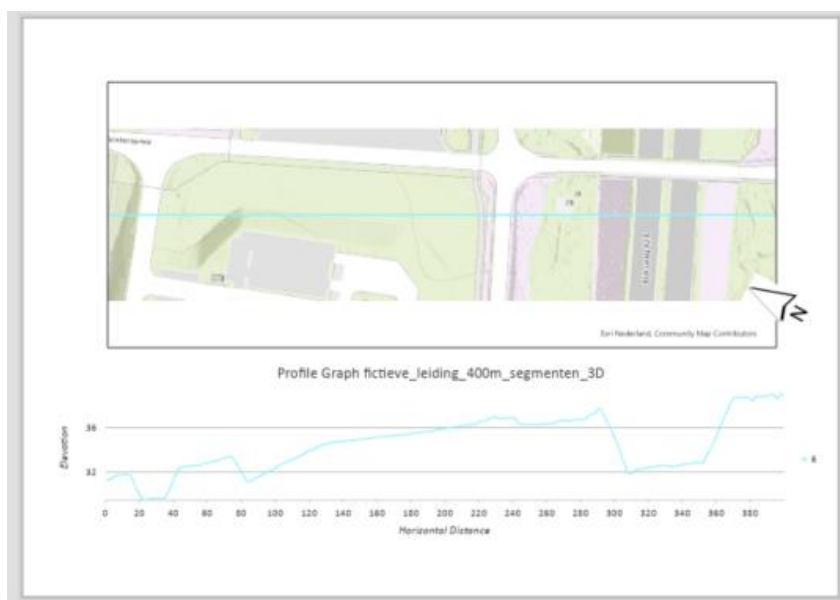 N
Esri Nederland, Community Map Contributors
Profile Graph fictieve_leiding_400m_segmenten_3D
Elevation
36
32
0 20 40 60 80 100 120 140 160 180 200 220 240 260 280 300 320 340 360 380
Horizontal Distance